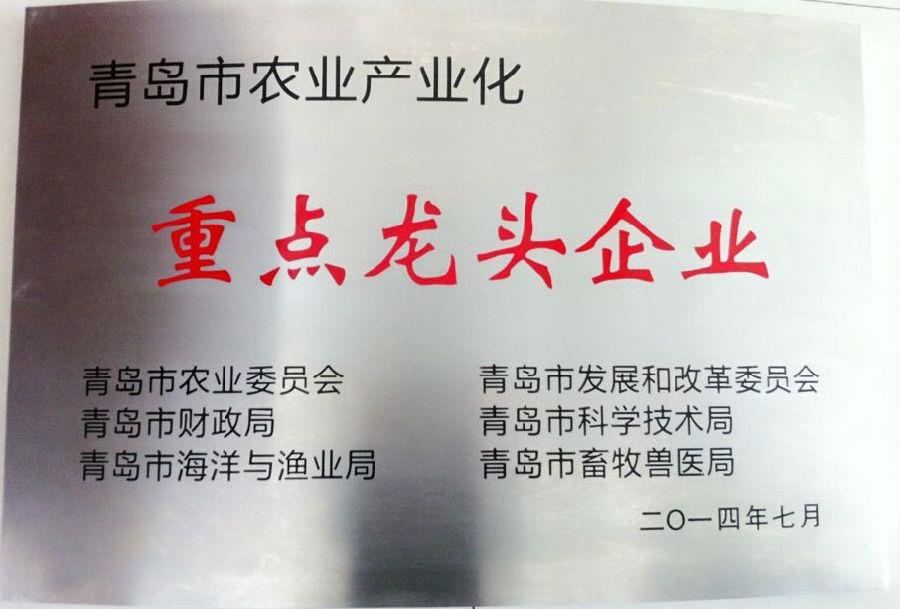 青岛市农业产业化
重点龙头企业
青岛市农业委员会
青岛市发展和改革委员会
青岛市财政局
青岛市科学技术局
青岛市海洋与渔业局
青岛市畜牧兽医局
二〇一四年七月